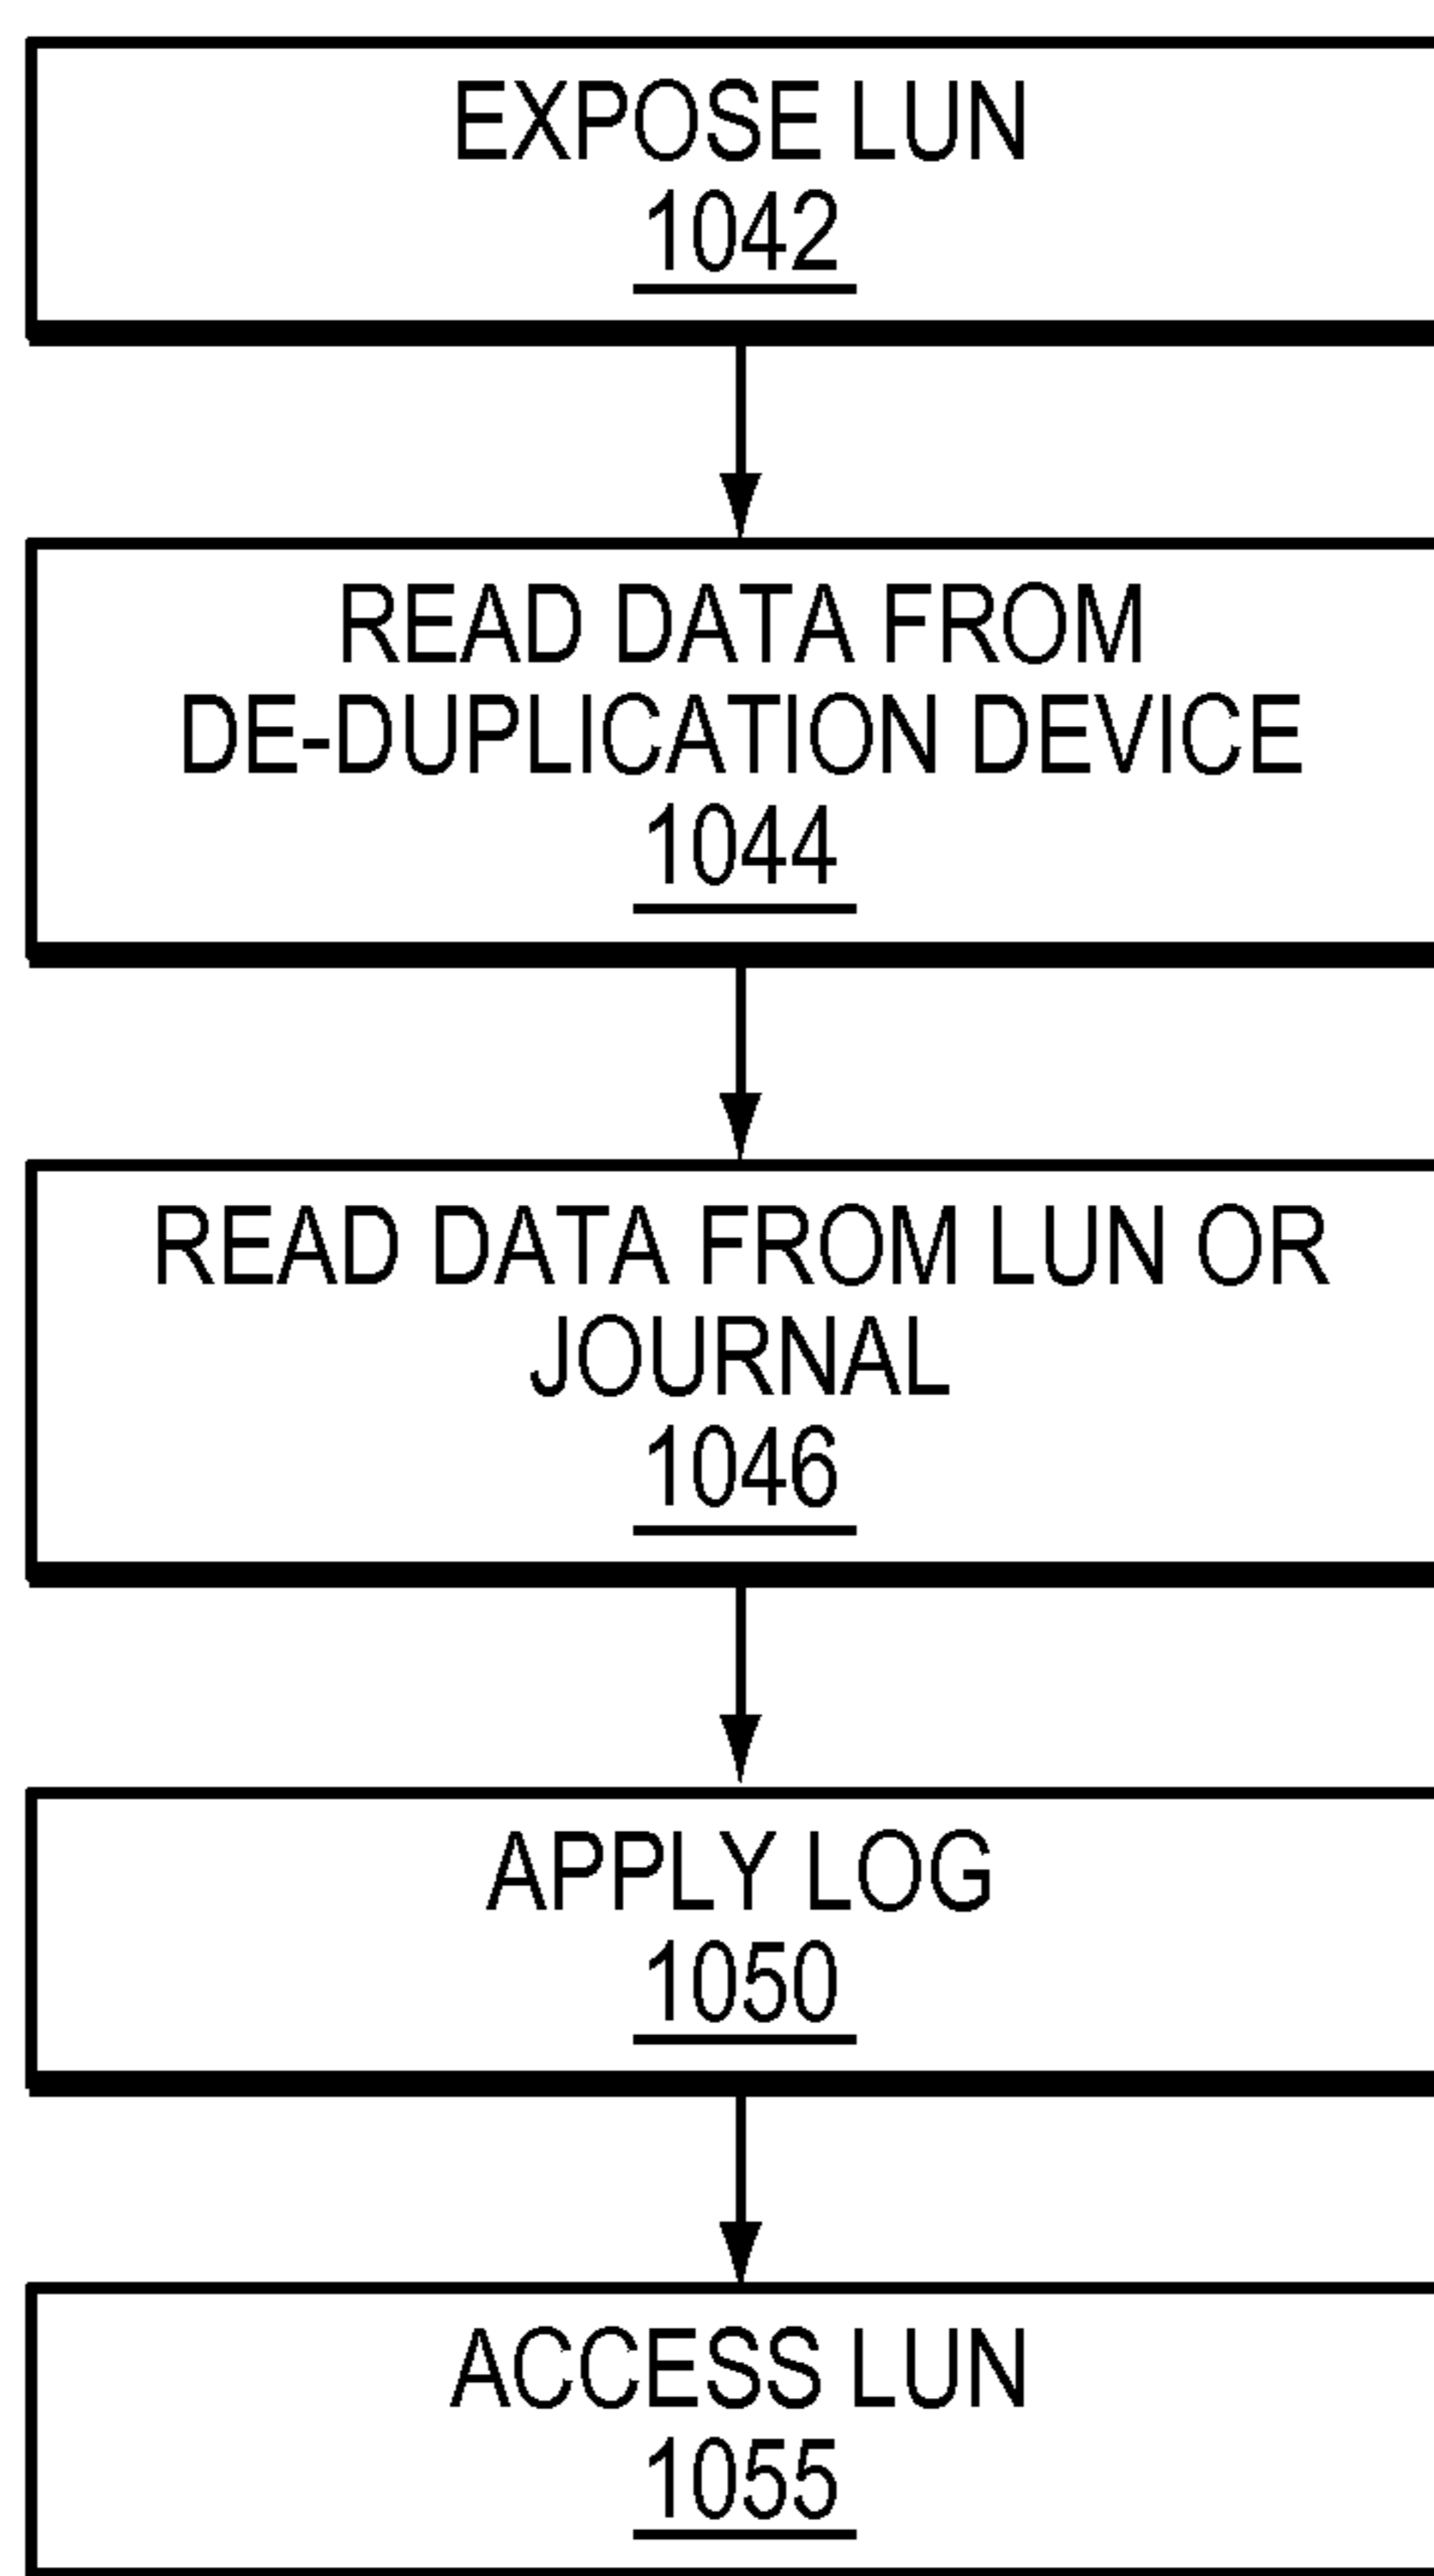 EXPOSE LUN
1042
READ DATA FROM
DE-DUPLICATION DEVICE
1044
READ DATA FROM LUN OR
JOURNAL
1046
APPLY LOG
1050
ACCESS LUN
1055